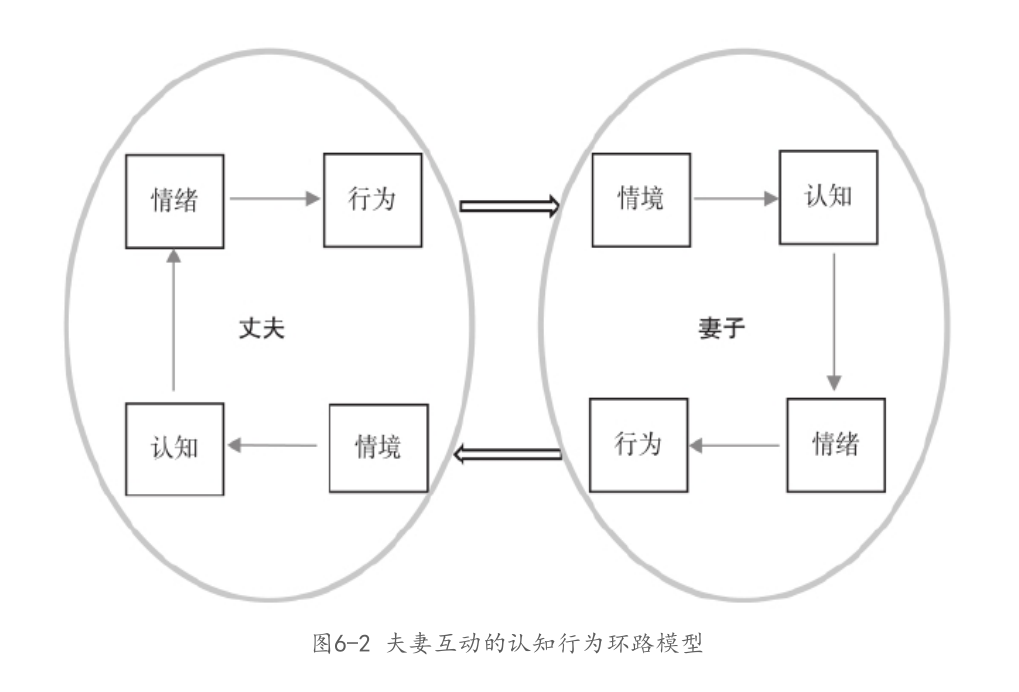 情绪
行为
情境
认知
丈夫
妻子
认知
情境
行为
情绪
图6-2 夫妻互动的认知行为环路模型